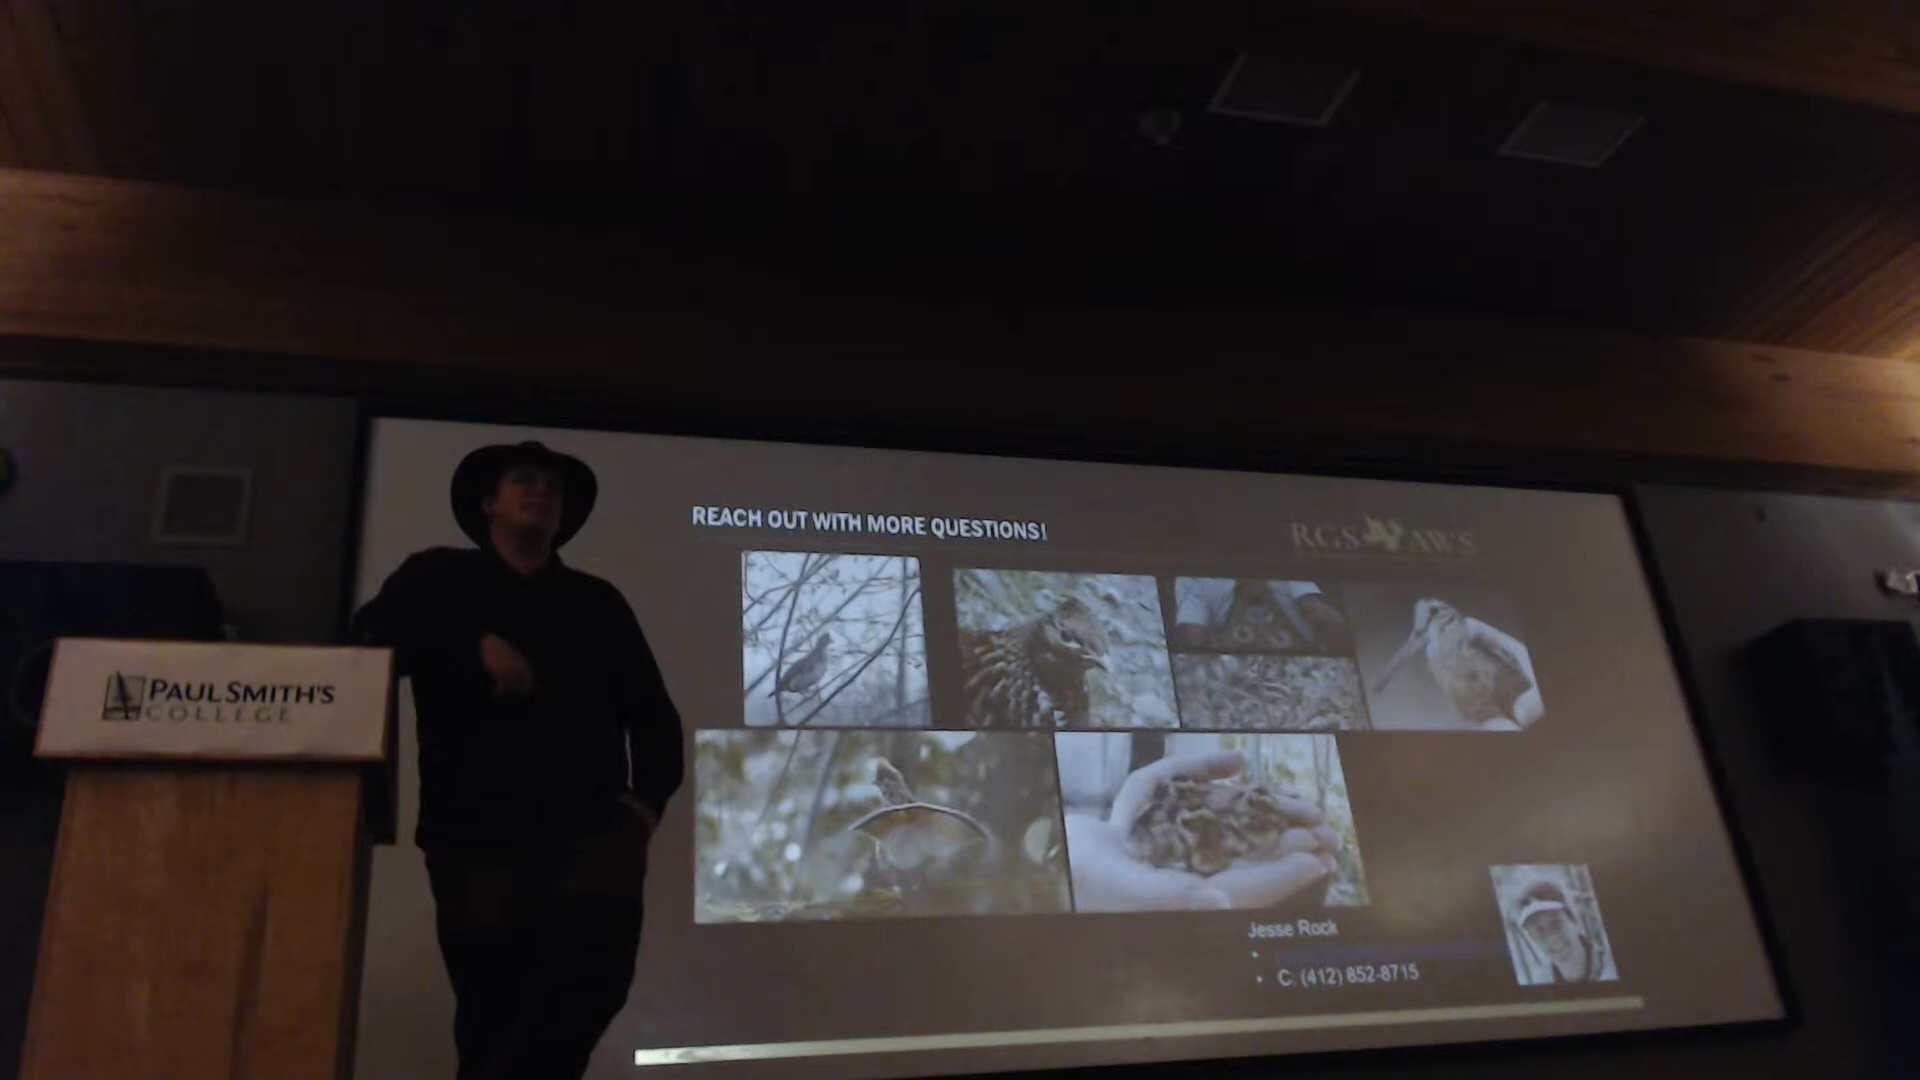 REACH OUT WITH MORE QUESTIONS!
RGS AWS
PAUL SMITH'S
COLLEGE
Jesse Rock
C: (412) 852-8715